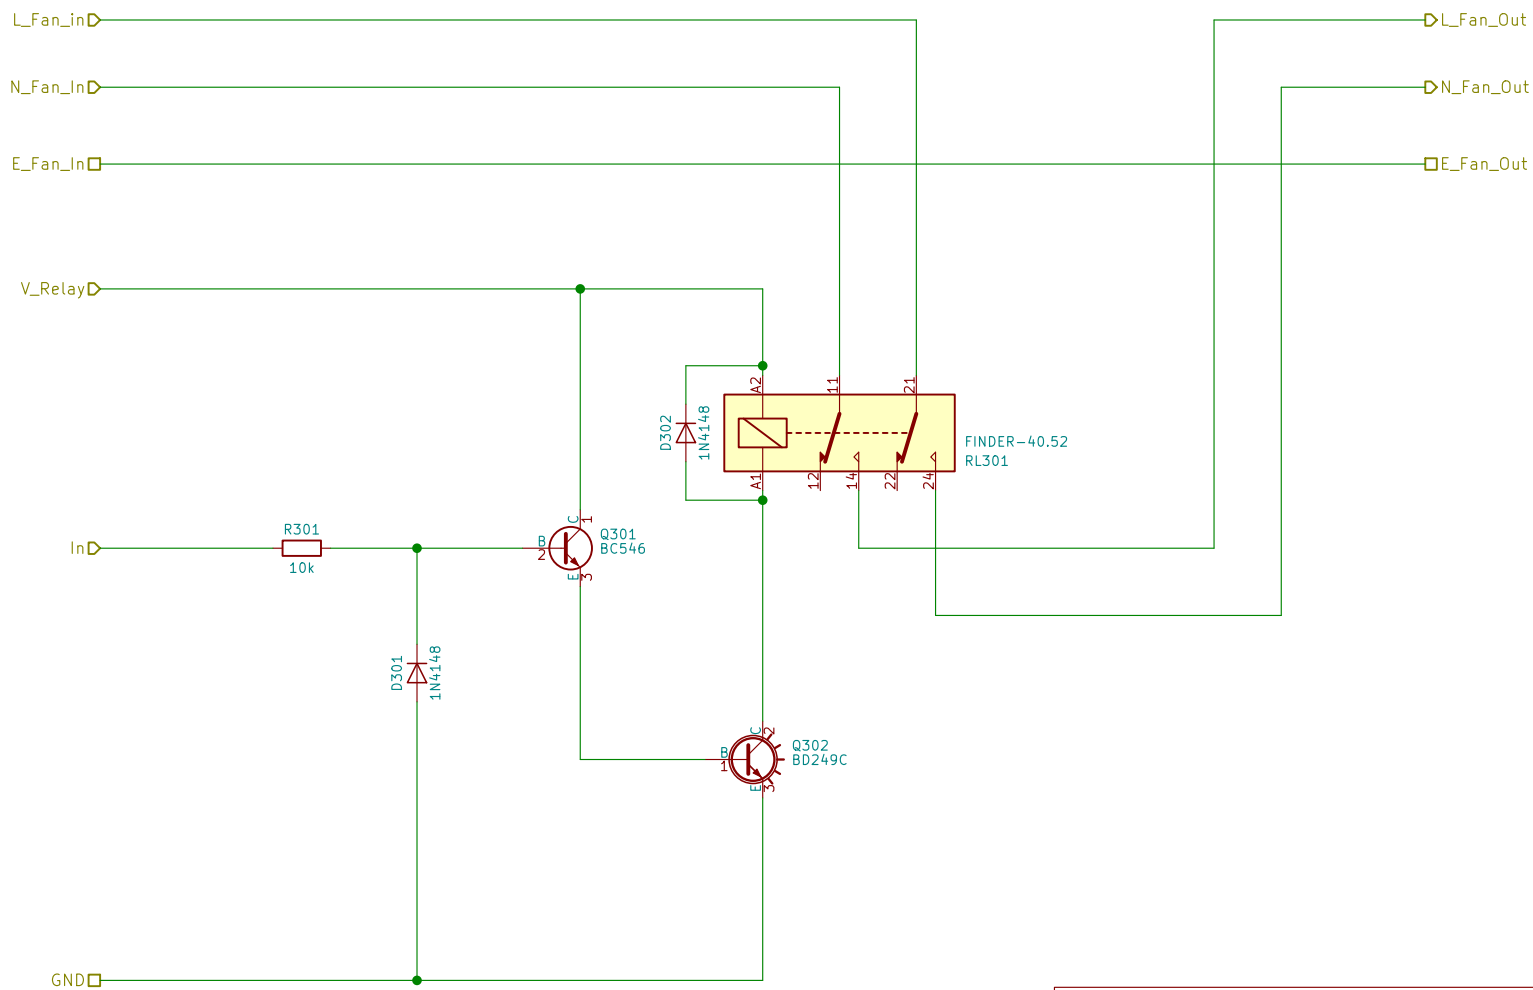 L_Fan_in
L_Fan_Out
N_Fan_In
N_Fan_Out
E_Fan_In
E_Fan_Out
V_Relay
A2
11
21
D302
1N4148
FINDER-40.52
RL301
A1
12
14
22
24
In
R301
10k
C
1
B
2
Q301
BC546
E
3
D301
1N4148
C
2
B
1
Q302
BD249C
E
3
GND